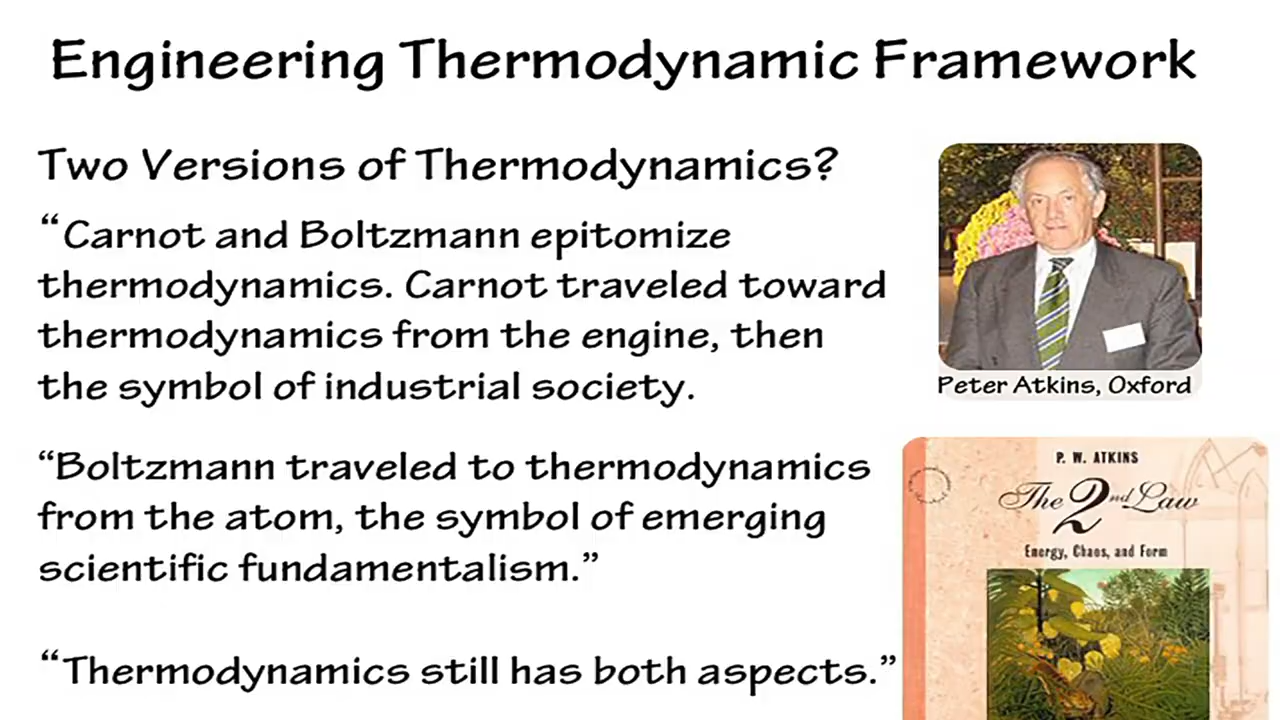 Engineering Thermodynamic Framework
Two Versions of Thermodynamics?
“Carnot and Boltzmann epitomize
thermodynamics. Carnot traveled toward
thermodynamics from the engine, then
the symbol of industrial society.
“Boltzmann traveled to thermodynamics
from the atom, the symbol of emerging
scientific fundamentalism.”
“Thermodynamics still has both aspects.”
Peter Atkins, Oxford
P. W. ATKINS
The 2nd Law
Energy, Chaos, and Form